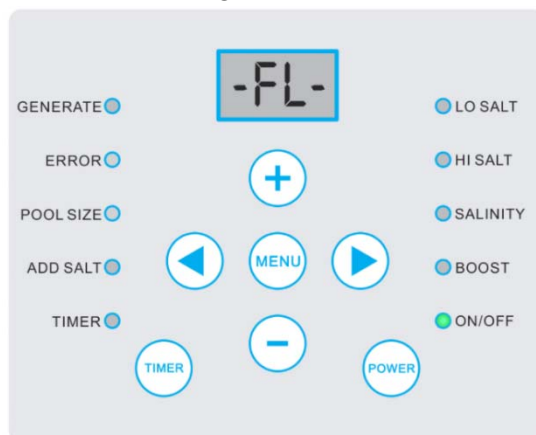 -FL-
GENERATE
LO SALT
ERROR
HI SALT
+
POOL SIZE
SALINITY
ADD SALT
MENU
BOOST
TIMER
-
ON/OFF
TIMER
POWER